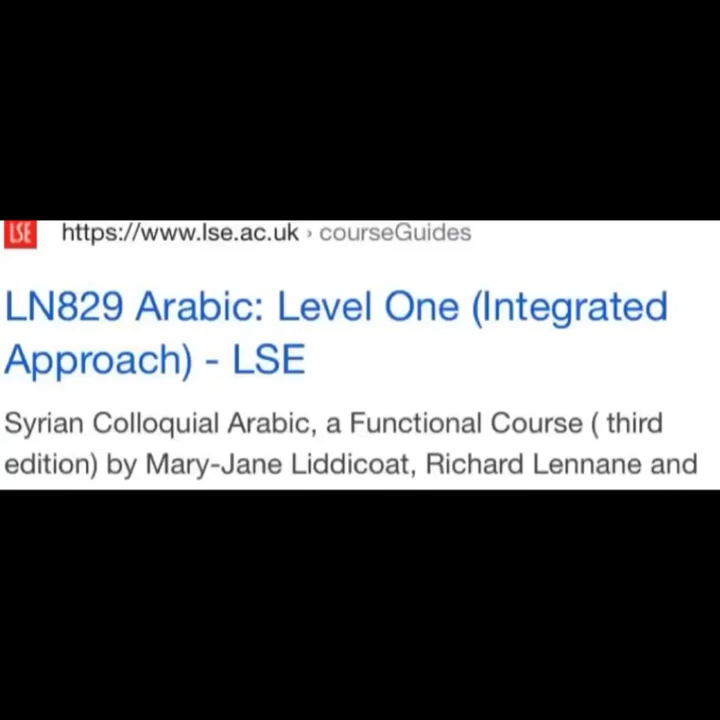 LSE https://www.lse.ac.uk › courseGuides
LN829 Arabic: Level One (Integrated
Approach) - LSE
Syrian Colloquial Arabic, a Functional Course ( third
edition) by Mary-Jane Liddicoat, Richard Lennane and